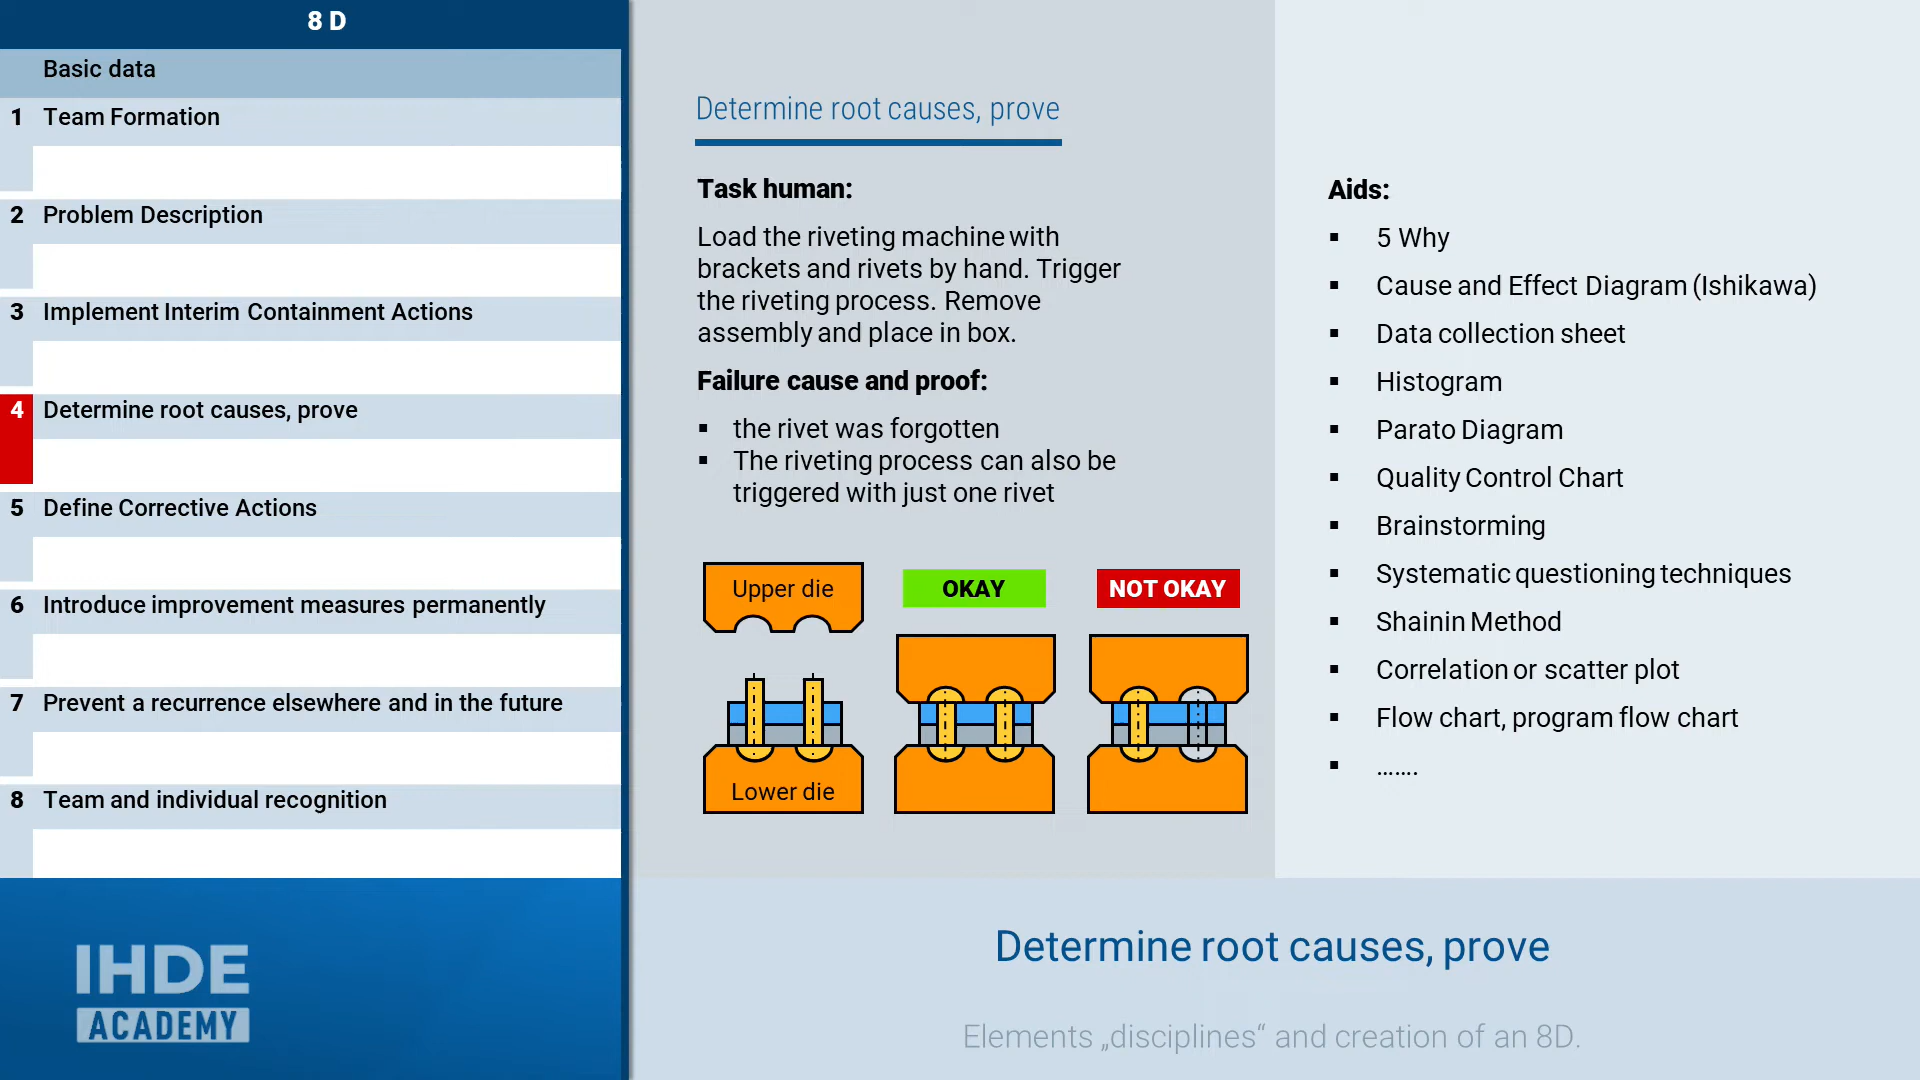 8 D
Basic data
1 Team Formation
2 Problem Description
3 Implement Interim Containment Actions
4 Determine root causes, prove
5 Define Corrective Actions
6 Introduce improvement measures permanently
7 Prevent a recurrence elsewhere and in the future
8 Team and individual recognition
IHDE
ACADEMY
Determine root causes, prove
Task human:
Load the riveting machine with
brackets and rivets by hand. Trigger
the riveting process. Remove
assembly and place in box.
Failure cause and proof:
▪ the rivet was forgotten
▪ The riveting process can also be
triggered with just one rivet
Upper die
OKAY
NOT OKAY
Lower die
Aids:
▪ 5 Why
▪ Cause and Effect Diagram (Ishikawa)
▪ Data collection sheet
▪ Histogram
▪ Parato Diagram
▪ Quality Control Chart
▪ Brainstorming
▪ Systematic questioning techniques
▪ Shainin Method
▪ Correlation or scatter plot
▪ Flow chart, program flow chart
▪ .......
Determine root causes, prove
Elements „disciplines“ and creation of an 8D.